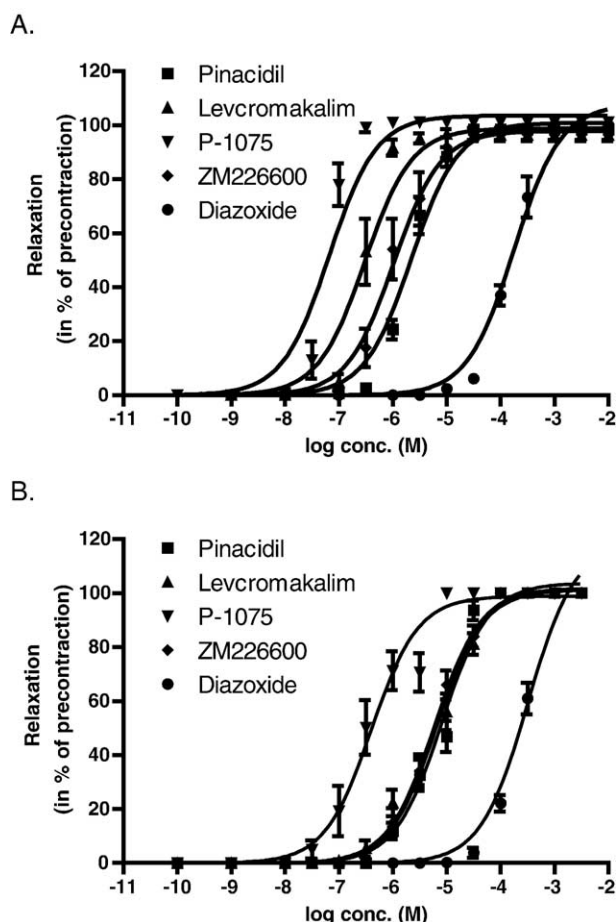 A.
120
100
80
60
40
20
0
Relaxation
(in % of precontraction)
Pinacidil
Levcromakalim
P-1075
ZM226600
Diazoxide
-11 -10 -9 -8 -7 -6 -5 -4 -3 -2
log conc. (M)
B.
120
100
80
60
40
20
0
Relaxation
(in % of precontraction)
Pinacidil
Levcromakalim
P-1075
ZM226600
Diazoxide
-11 -10 -9 -8 -7 -6 -5 -4 -3 -2
log conc. (M)